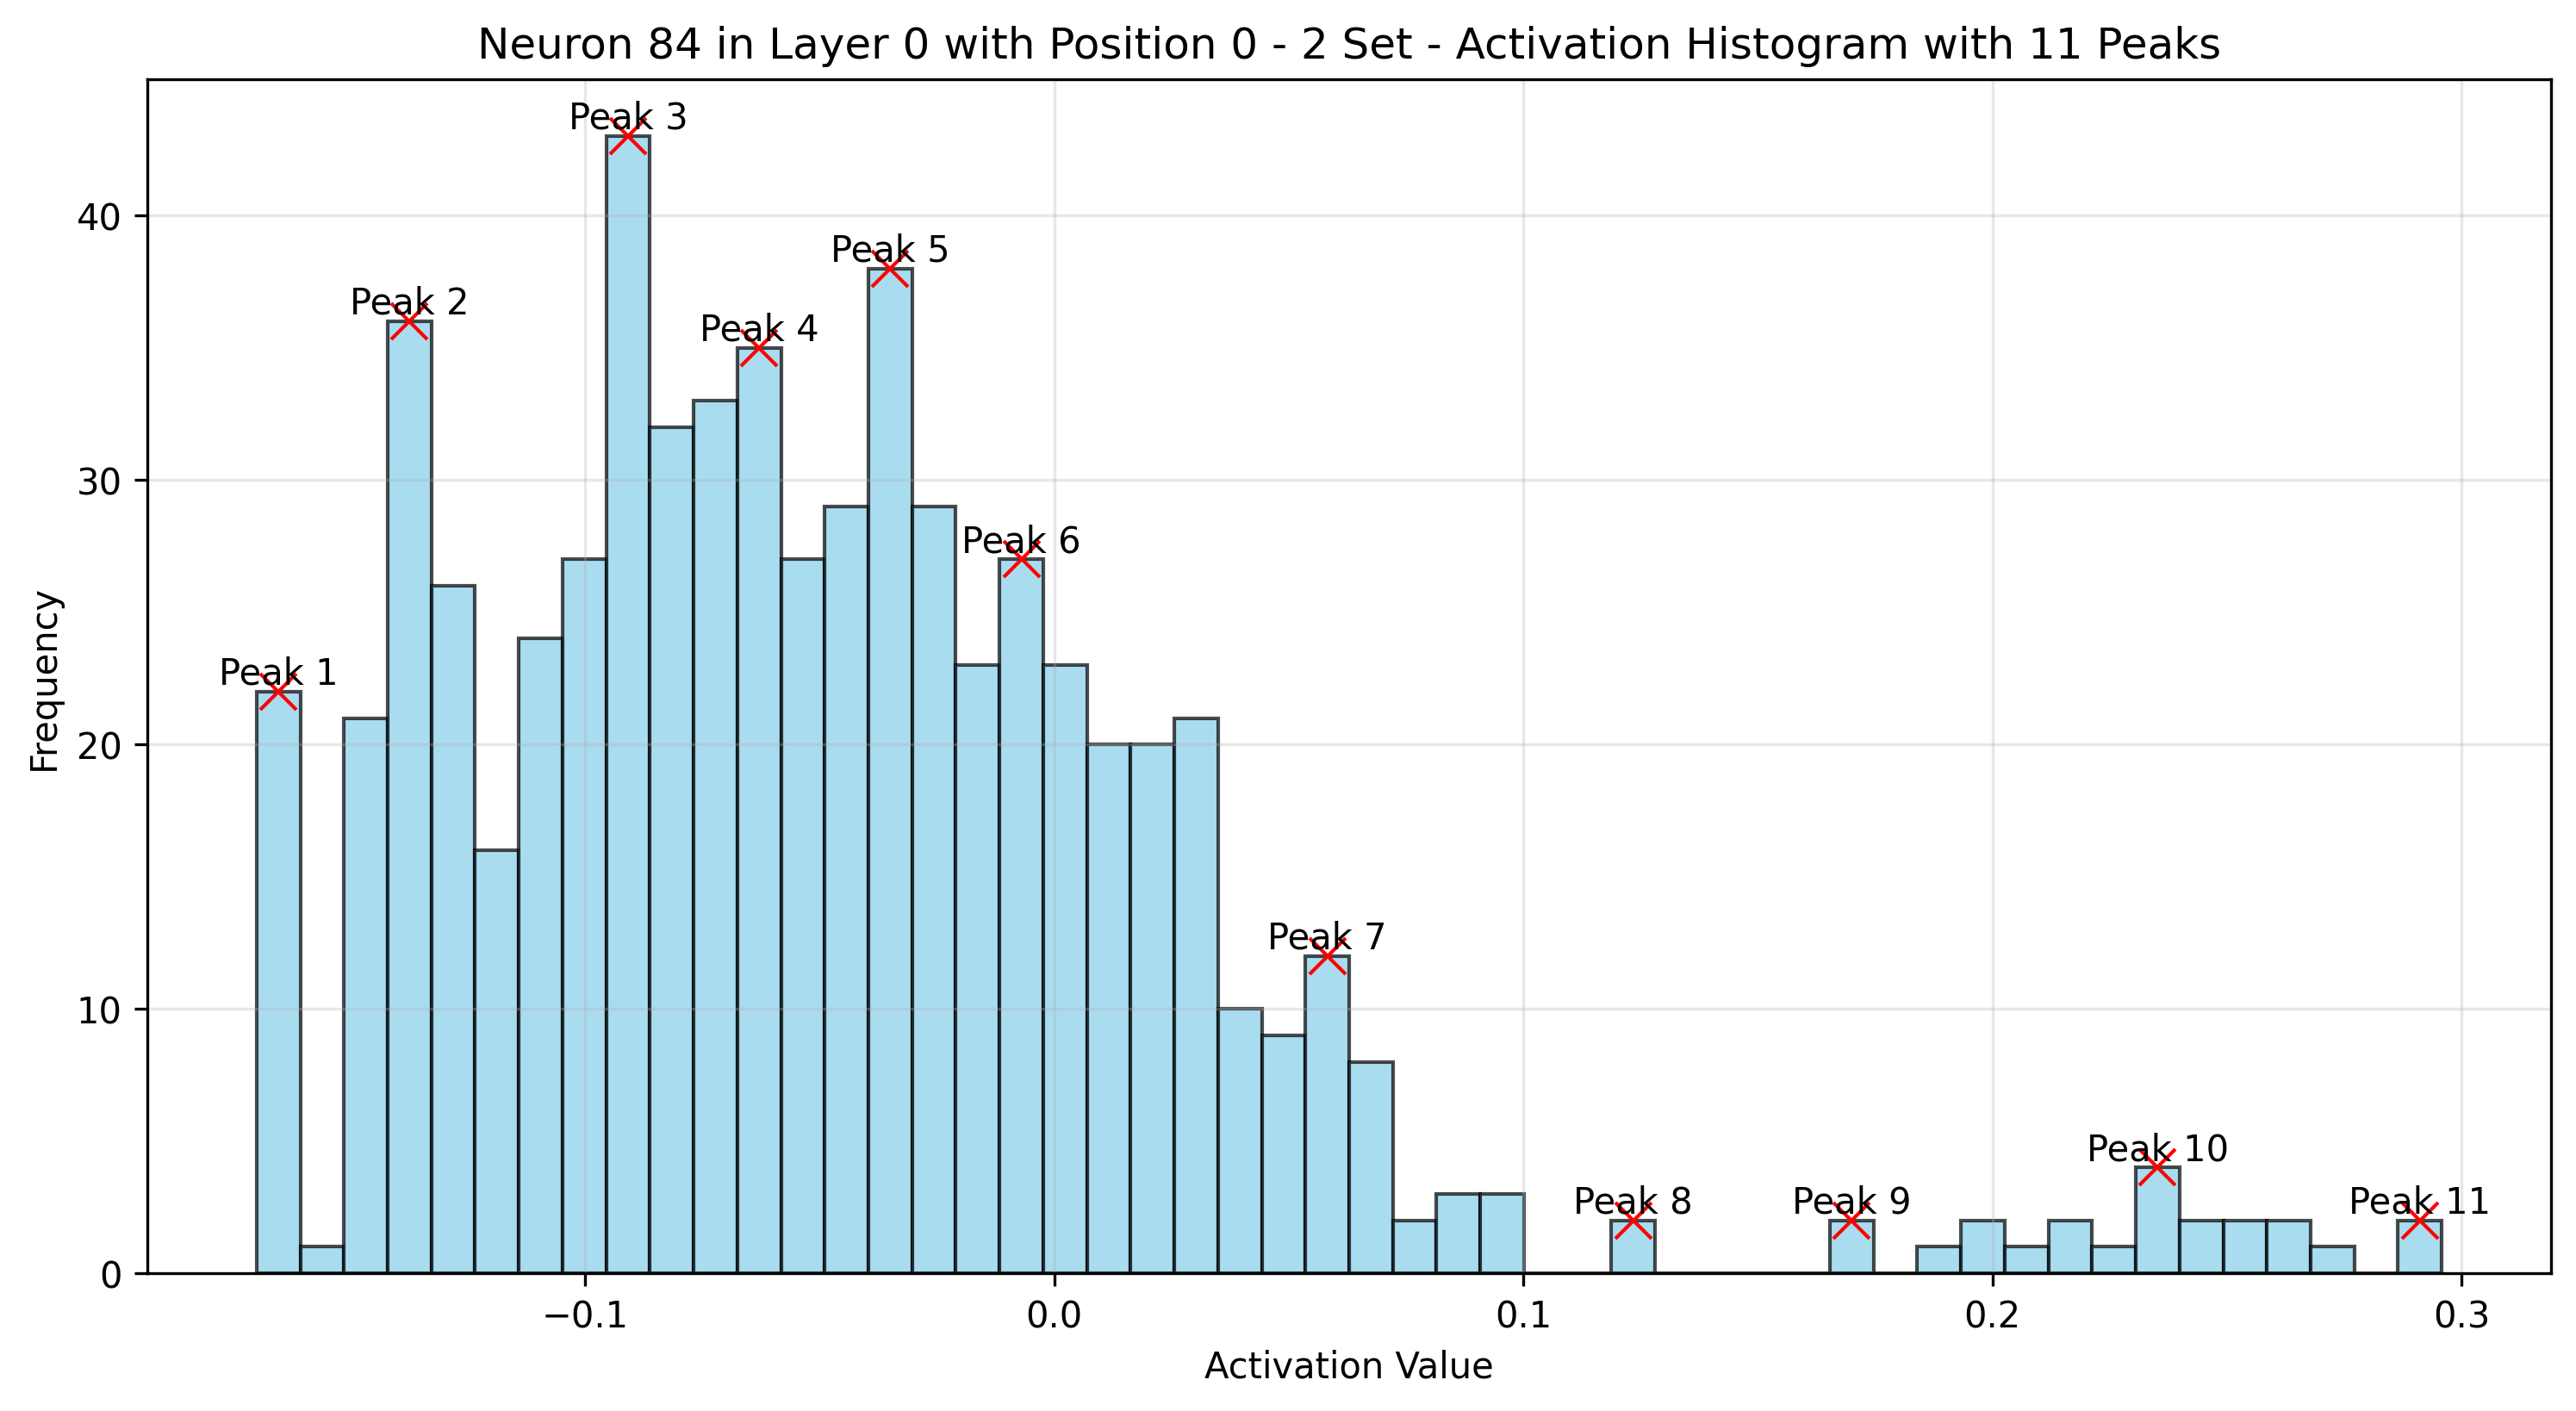 Neuron 84 in Layer 0 with Position 0 - 2 Set - Activation Histogram with 11 Peaks
Peak 3
40
Peak 5
Peak 2
Peak 4
30
Peak 6
Frequency
Peak 1
20
Peak 7
10
Peak 10
Peak 8
Peak 9
Peak 11
0
−0.1
0.0
0.1
0.2
0.3
Activation Value